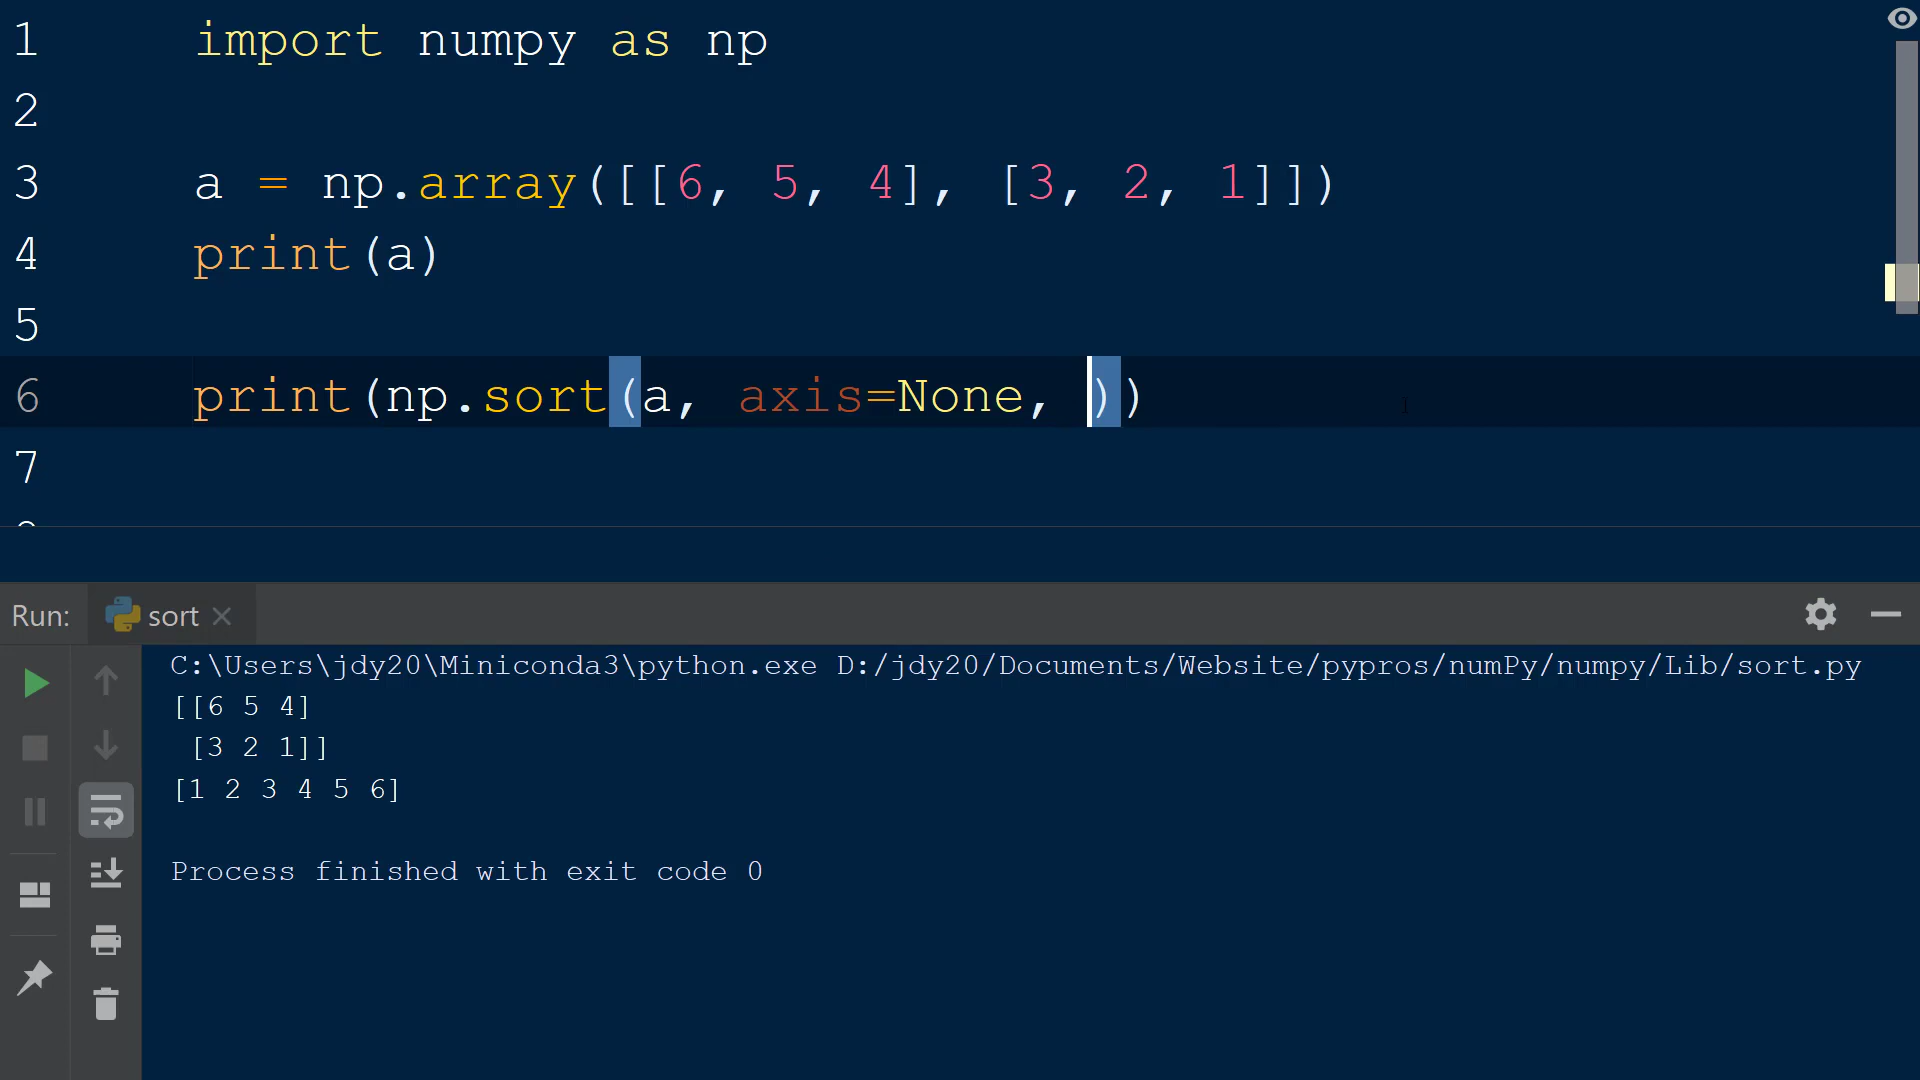 1 import numpy as np
2
3 a = np.array([[6, 5, 4], [3, 2, 1]])
4 print(a)
5
6 print(np.sort(a, axis=None, ))
7
Run: sort
C:\Users\jdy20\Miniconda3\python.exe D:/jdy20/Documents/Website/pypros/numPy/numpy/Lib/sort.py
[[6 5 4]
 [3 2 1]]
[1 2 3 4 5 6]
Process finished with exit code 0